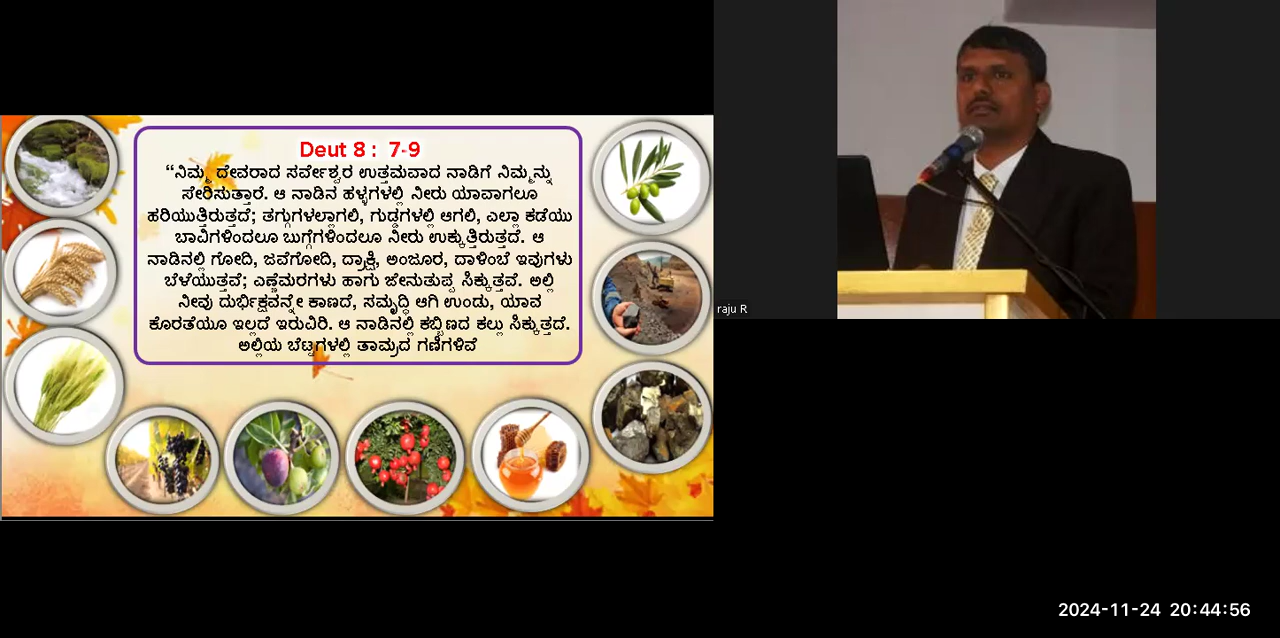 Deut 8 : 7-9
“ನಿಮ್ಮ ದೇವರಾದ ಸರ್ವೇಶ್ವರ ಉತ್ತಮವಾದ ನಾಡಿಗೆ ನಿಮ್ಮನ್ನು
ಸೇರಿಸುತ್ತಾರೆ. ಆ ನಾಡಿನ ಹಳ್ಳಗಳಲ್ಲಿ ನೀರು ಯಾವಾಗಲೂ
ಹರಿಯುತ್ತಿರುತ್ತದೆ; ತಗ್ಗುಗಳಲ್ಲಾಗಲಿ, ಗುಡ್ಡಗಳಲ್ಲಿ ಆಗಲಿ, ಎಲ್ಲಾ ಕಡೆಯು
ಬಾವಿಗಳಿಂದಲೂ ಬುಗ್ಗೆಗಳಿಂದಲೂ ನೀರು ಉಕ್ಕುತ್ತಿರುತ್ತದೆ. ಆ
ನಾಡಿನಲ್ಲಿ ಗೋದಿ, ಜವೆಗೋದಿ, ದ್ರಾಕ್ಷಿ, ಅಂಜೂರ, ದಾಳಿಂಬೆ ಇವುಗಳು
ಬೆಳೆಯುತ್ತವೆ; ಎಣ್ಣೆಮರಗಳು ಹಾಗು ಜೇನುತುಪ್ಪ ಸಿಕ್ಕುತ್ತವೆ. ಅಲ್ಲಿ
ನೀವು ದುರ್ಭಿಕ್ಷವನ್ನೇ ಕಾಣದೆ, ಸಮೃದ್ಧಿ ಆಗಿ ಉಂಡು, ಯಾವ
ಕೊರತೆಯೂ ಇಲ್ಲದೆ ಇರುವಿರಿ. ಆ ನಾಡಿನಲ್ಲಿ ಕಬ್ಬಿಣದ ಕಲ್ಲು ಸಿಕ್ಕುತ್ತದೆ.
ಅಲ್ಲಿಯ ಬೆಟ್ಟಗಳಲ್ಲಿ ತಾಮ್ರದ ಗಣಿಗಳಿವೆ
raju R
2024-11-24 20:44:56